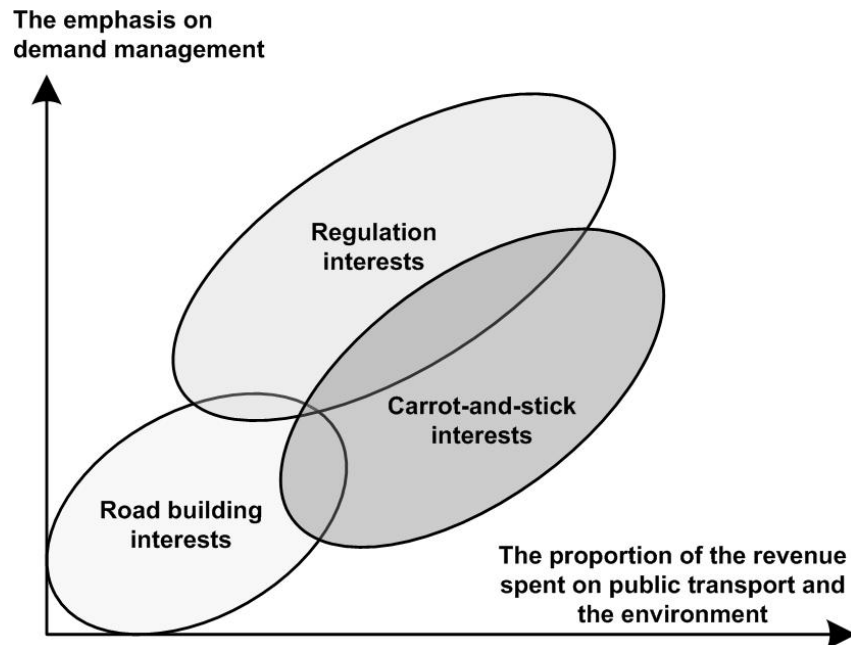 The emphasis on
demand management
Regulation
interests
Carrot-and-stick
interests
Road building
interests
The proportion of the revenue
spent on public transport and
the environment